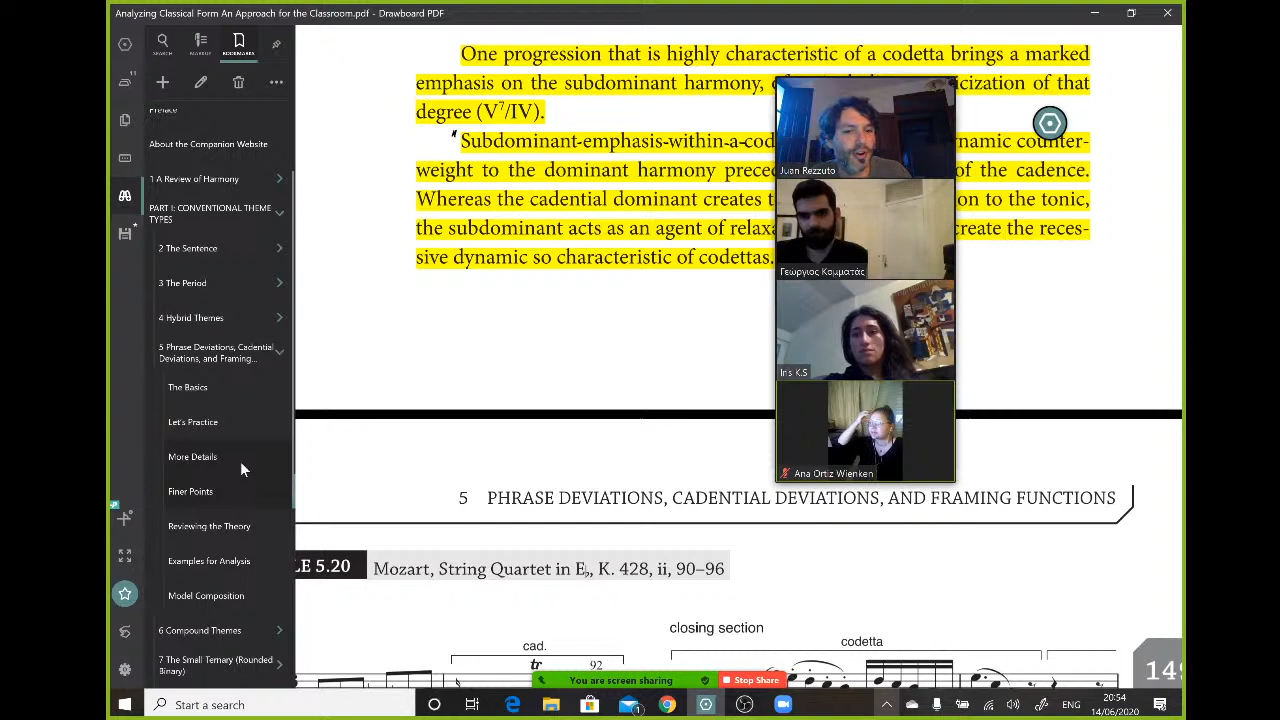 Analyzing Classical Form An Approach for the Classroom.pdf - Drawboard PDF
SEARCH
MARKUP
BOOKMARKS
11
Preface
About the Companion Website
1 A Review of Harmony
PART I: CONVENTIONAL THEME
TYPES
2 The Sentence
3 The Period
4 Hybrid Themes
5 Phrase Deviations, Cadential
Deviations, and Framing...
The Basics
Let's Practice
More Details
Finer Points
Reviewing the Theory
Examples for Analysis
Model Composition
6 Compound Themes
7 The Small Ternary (Rounded
Binary)
One progression that is highly characteristic of a codetta brings a marked
emphasis on the subdominant harmony,
cization of that
degree (V7/IV).
Subdominant-emphasis-within-a-cod
namic counter-
weight to the dominant harmony prece
of the cadence.
Whereas the cadential dominant creates t
on to the tonic,
the subdominant acts as an agent of relaxa
create the reces-
sive dynamic so characteristic of codettas.
Juan Rezzuto
Γεώργιος Κομματάς
Iris K.S
Ana Ortiz Wienken
5 PHRASE DEVIATIONS, CADENTIAL DEVIATIONS, AND FRAMING FUNCTIONS
LE 5.20
Mozart, String Quartet in E♭, K. 428, ii, 90–96
closing section
cad.
codetta
tr
92
149
You are screen sharing
Stop Share
Start a search
1
ENG
20:54
14/06/2020